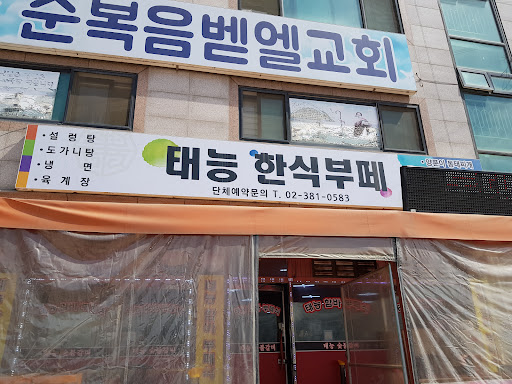 순복음벧엘교회
· 설 렁 탕
· 도가니탕
· 냉 면
· 육 개 장
태능 한식부페
단체예약문의 T. 02-381-0583